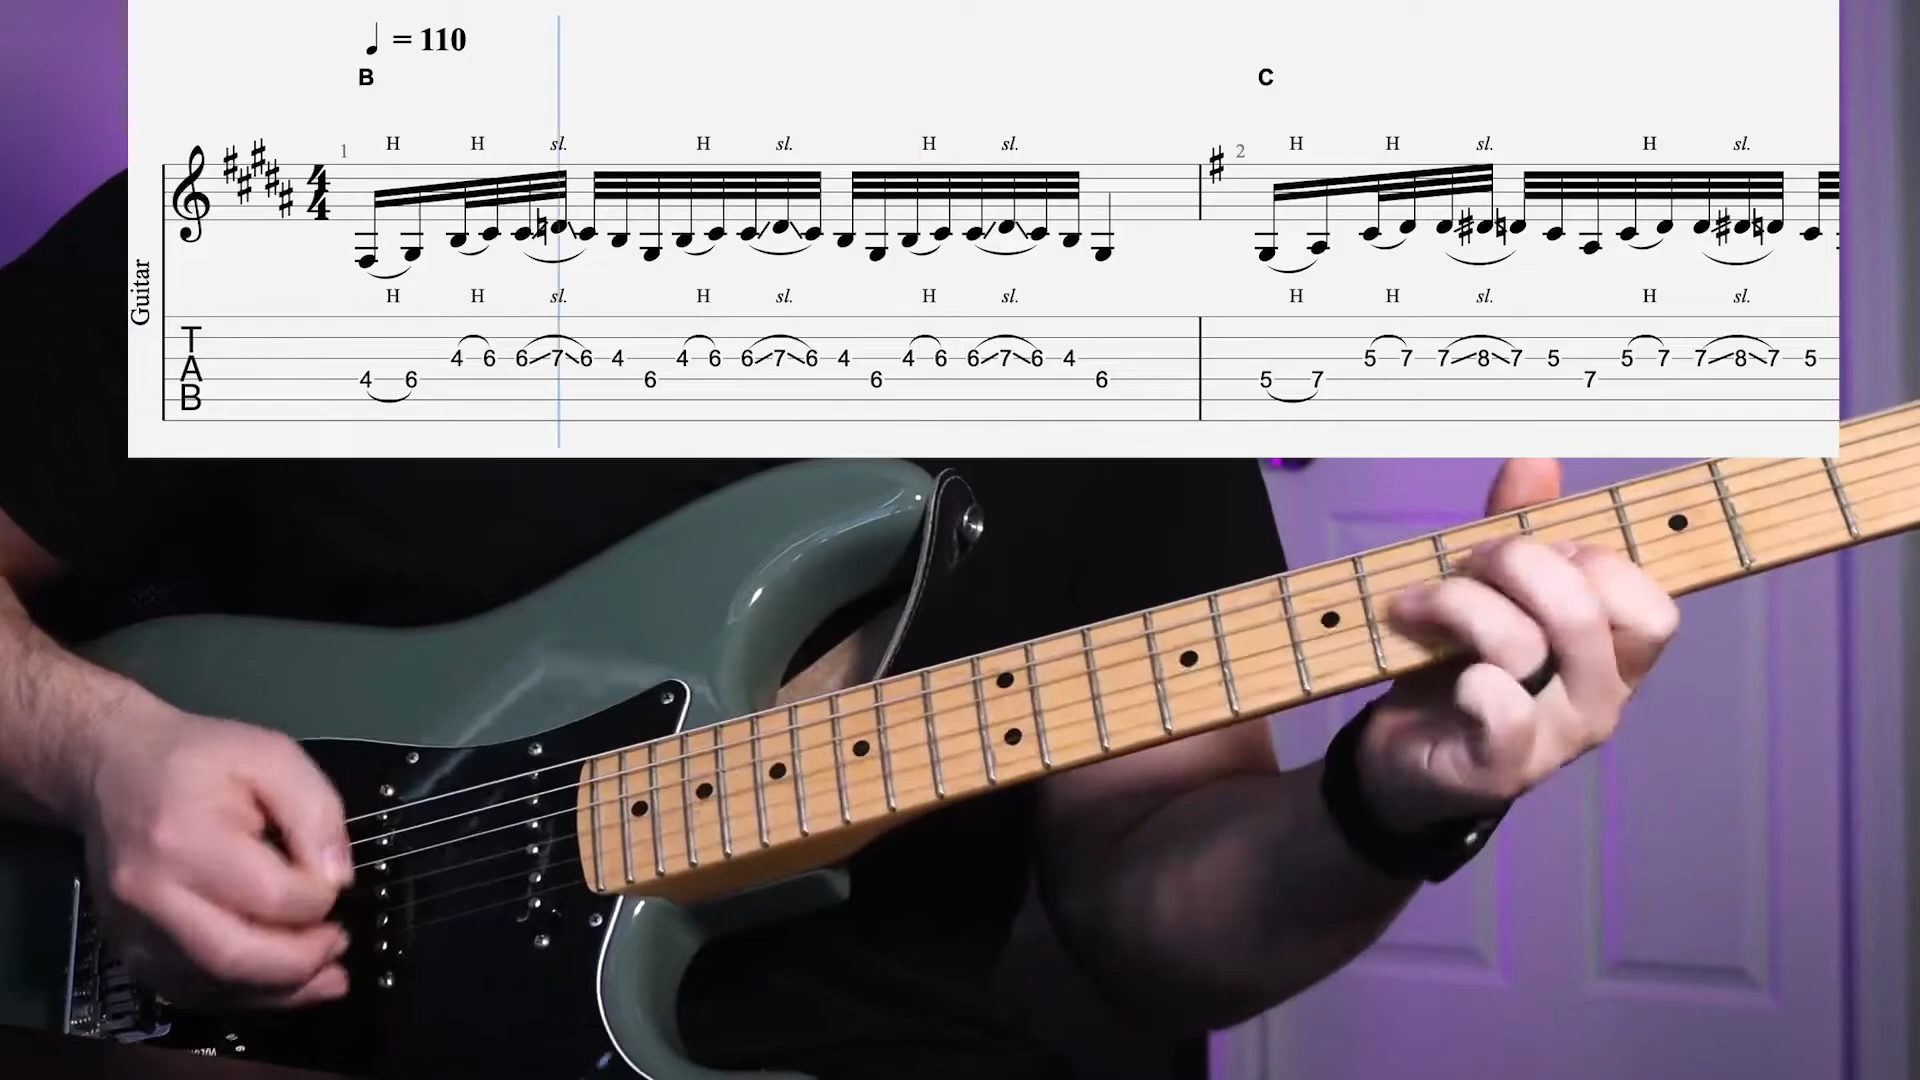 = 110
B C
1 H H sl. H sl. H sl. 2 H H sl. H sl.
4
4
Guitar
H H sl. H sl. H sl. H H sl. H sl.
T
4 6 6 7 6 4 4 6 6 7 6 4 4 6 6 7 6 4 5 7 7 8 7 5 5 7 7 8 7 5
A 4 6 6 6 6 5 7 7
B